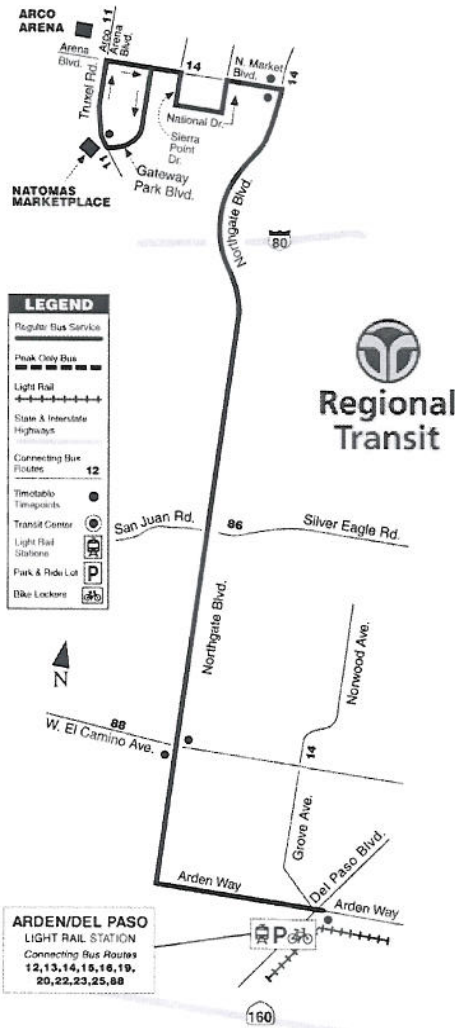 ARCO
ARENA
Arena
Blvd.
Arco
Arena
Blvd.
11
Truxel Rd.
14
N. Market
Blvd.
14
National Dr.
Sierra
Point
Dr.
11
Gateway
Park Blvd.
NATOMAS
MARKETPLACE
Northgate Blvd.
80
LEGEND
Regular Bus Service
Peak Only Bus
Light Rail
State & Interstate
Highways
Connecting Bus
Routes 12
Timetable
Timepoints
Transit Center
Light Rail
Stations
Park & Ride Lot P
Bike Lockers
Regional
Transit
San Juan Rd.
86
Silver Eagle Rd.
Northgate Blvd.
Norwood Ave.
N
88
W. El Camino Ave.
14
Grove Ave.
Del Paso Blvd.
Arden Way
Arden Way
P
ARDEN/DEL PASO
LIGHT RAIL STATION
Connecting Bus Routes
12,13,14,15,16,19,
20,22,23,25,88
160